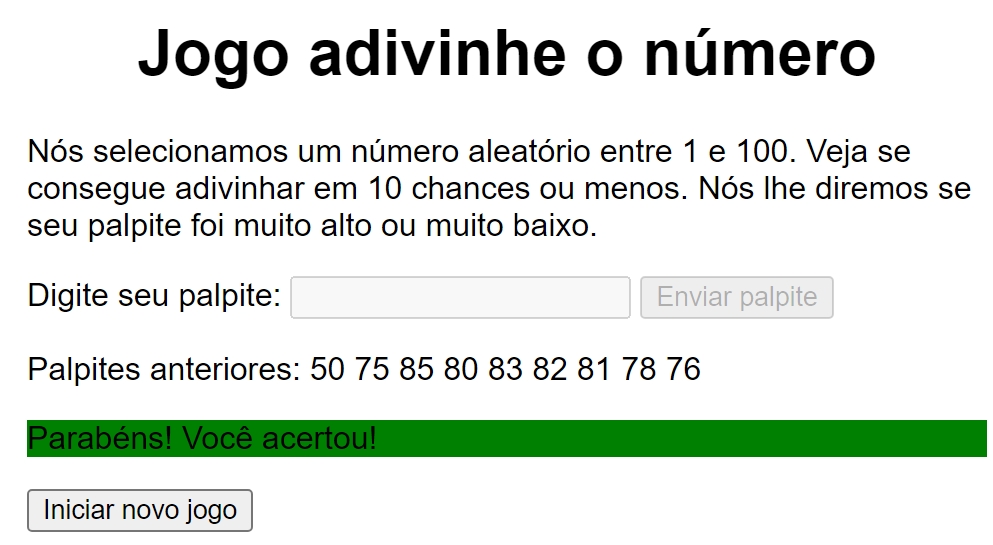 Jogo adivinhe o número
Nós selecionamos um número aleatório entre 1 e 100. Veja se
consegue adivinhar em 10 chances ou menos. Nós lhe diremos se
seu palpite foi muito alto ou muito baixo.
Digite seu palpite: Enviar palpite
Palpites anteriores: 50 75 85 80 83 82 81 78 76
Parabéns! Você acertou!
Iniciar novo jogo